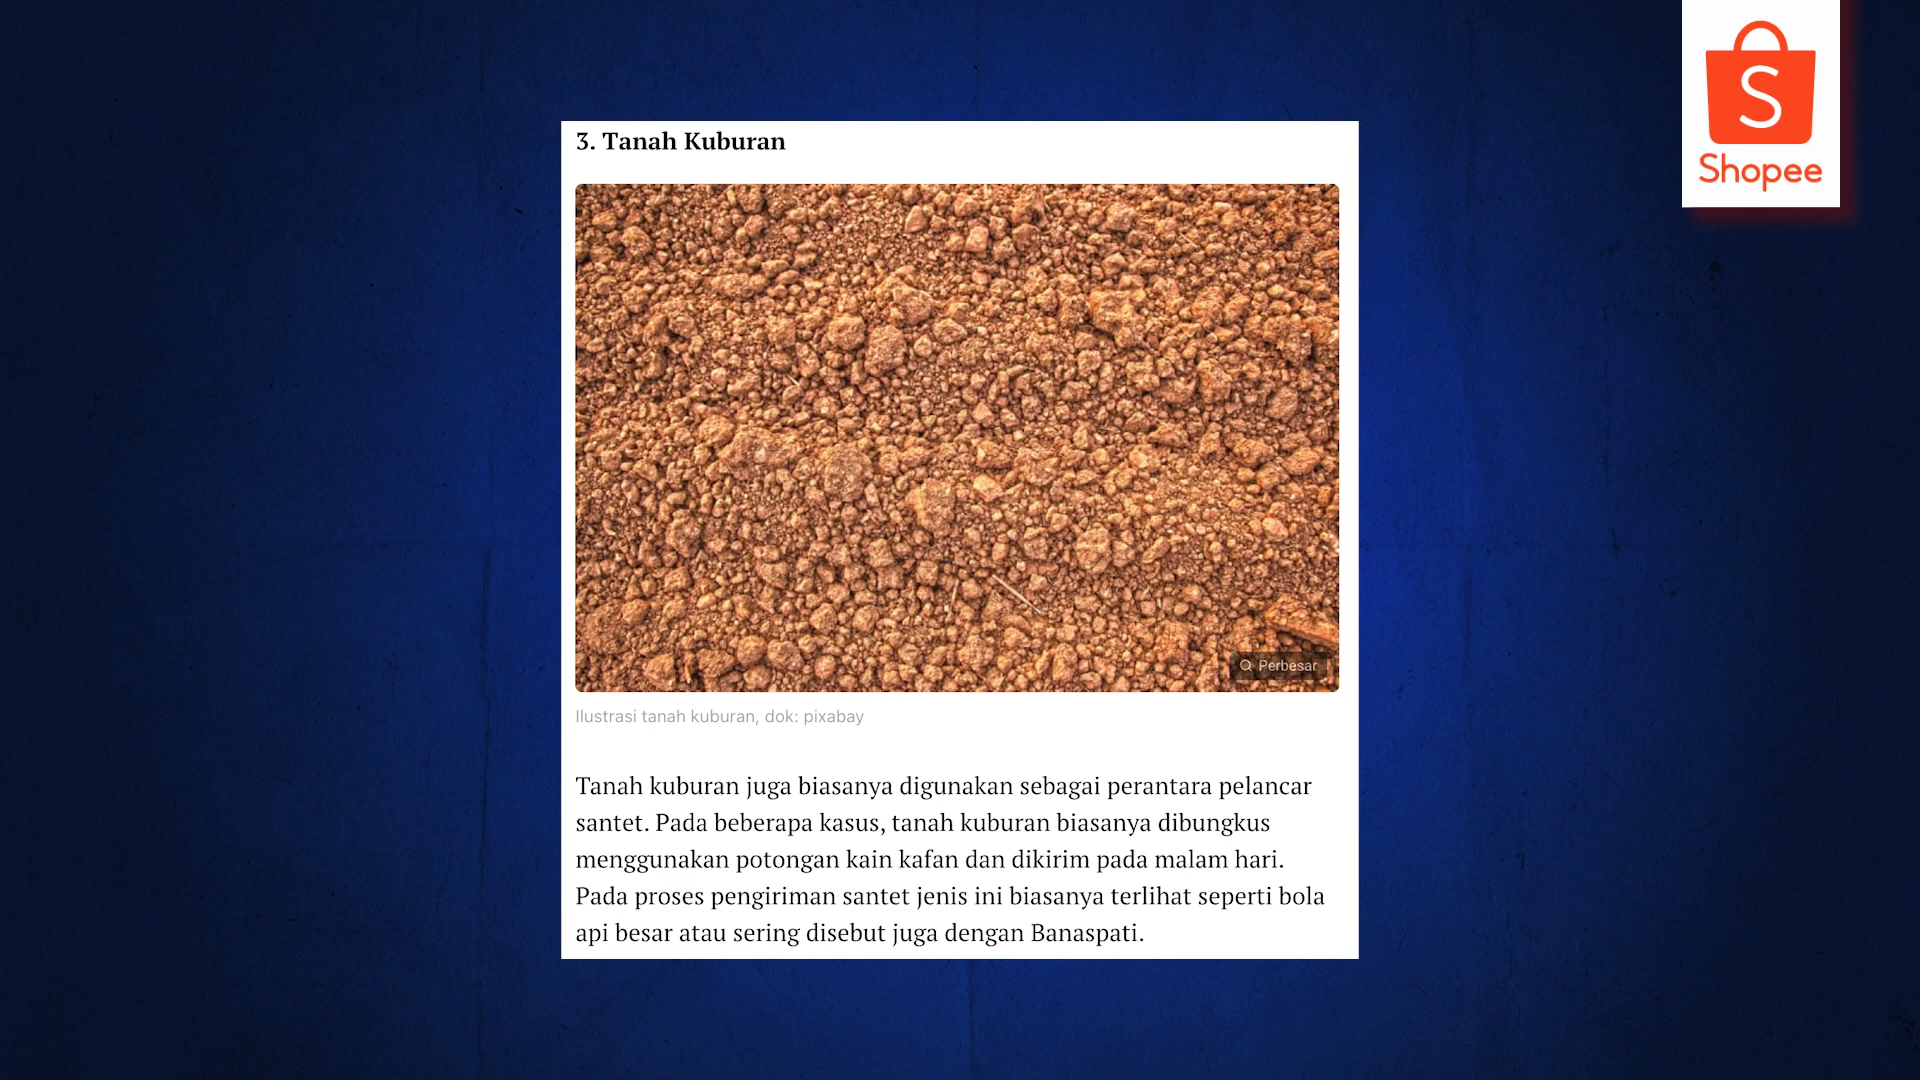 3. Tanah Kuburan
S
Shopee
Perbesar
Ilustrasi tanah kuburan, dok: pixabay
Tanah kuburan juga biasanya digunakan sebagai perantara pelancar
santet. Pada beberapa kasus, tanah kuburan biasanya dibungkus
menggunakan potongan kain kafan dan dikirim pada malam hari.
Pada proses pengiriman santet jenis ini biasanya terlihat seperti bola
api besar atau sering disebut juga dengan Banaspati.